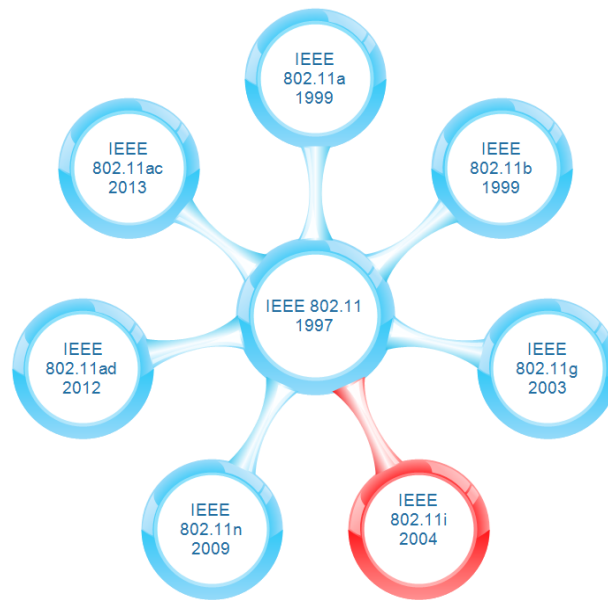 IEEE
802.11a
1999
IEEE
802.11ac
2013
IEEE
802.11b
1999
IEEE 802.11
1997
IEEE
802.11ad
2012
IEEE
802.11g
2003
IEEE
802.11n
2009
IEEE
802.11i
2004